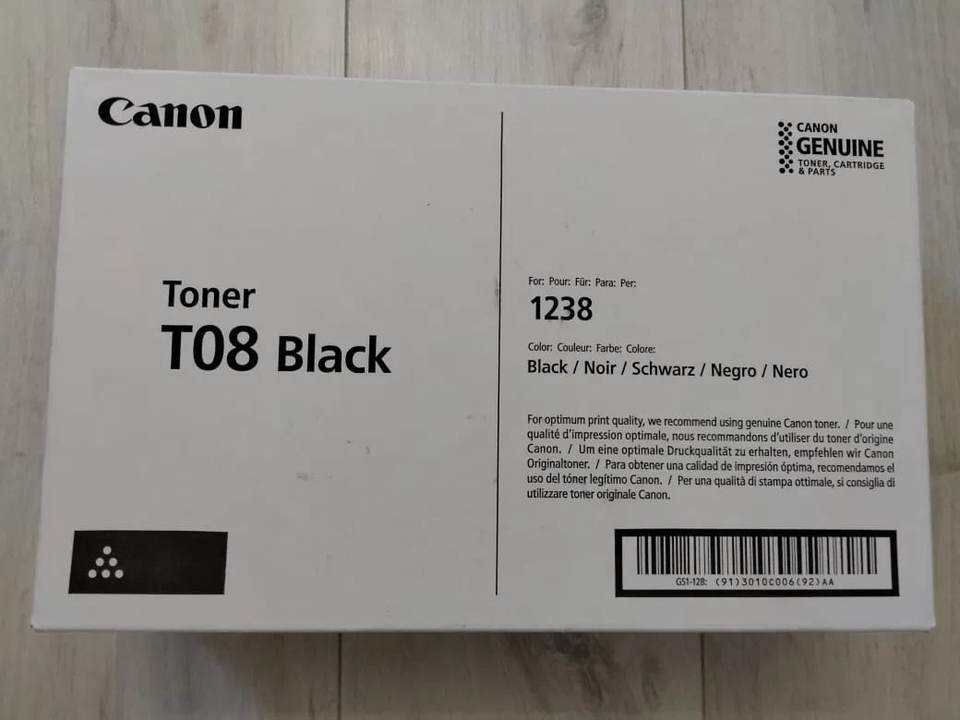 Canon
Toner
T08 Black
CANON
GENUINE
TONER, CARTRIDGE
& PARTS
For: Pour: Für: Para: Per:
1238
Color: Couleur: Farbe: Colore:
Black / Noir / Schwarz / Negro / Nero
For optimum print quality, we recommend using genuine Canon toner. / Pour une
qualité d'impression optimale, nous recommandons d'utiliser du toner d'origine
Canon. / Um eine optimale Druckqualität zu erhalten, empfehlen wir Canon
Originaltoner. / Para obtener una calidad de impresión óptima, recomendamos el
uso del tóner legítimo Canon. / Per una qualità di stampa ottimale, si consiglia di
utilizzare toner originale Canon.
GS1-128: (91)3010C006(92)AA